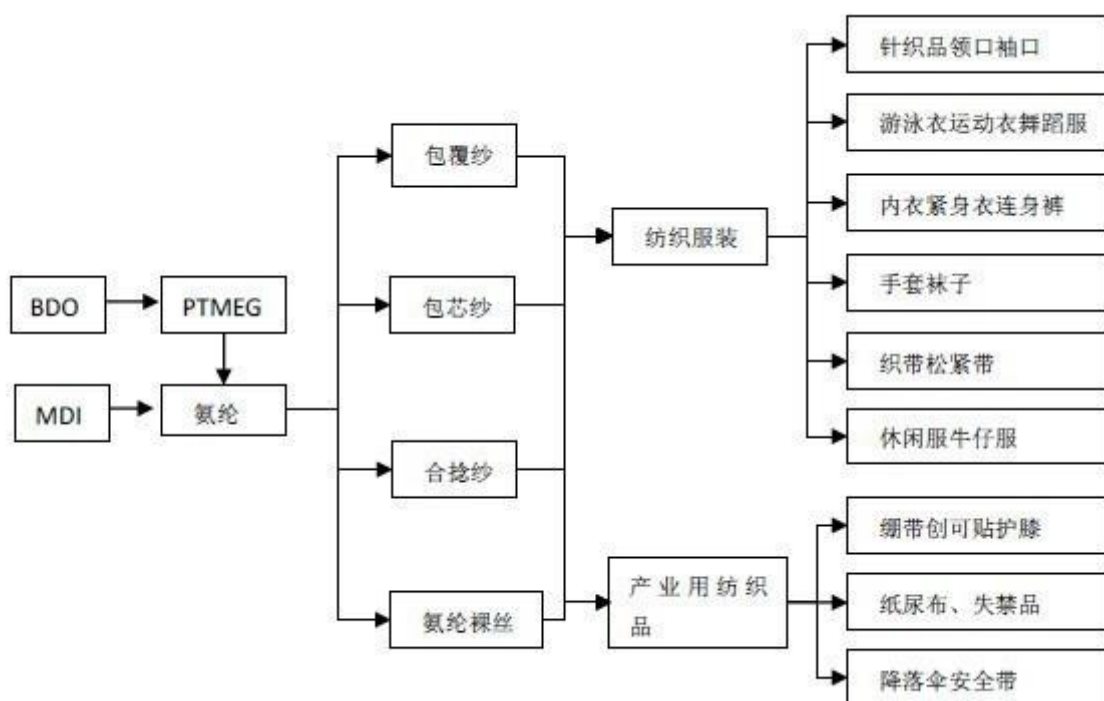 针织品领口袖口
游泳衣运动衣舞蹈服
包覆纱
内衣紧身衣连身裤
纺织服装
手套袜子
BDO
PTMEG
包芯纱
织带松紧带
MDI
氨纶
休闲服牛仔服
合捻纱
绷带创可贴护膝
产业用纺织
品
纸尿布、失禁品
氨纶裸丝
降落伞安全带